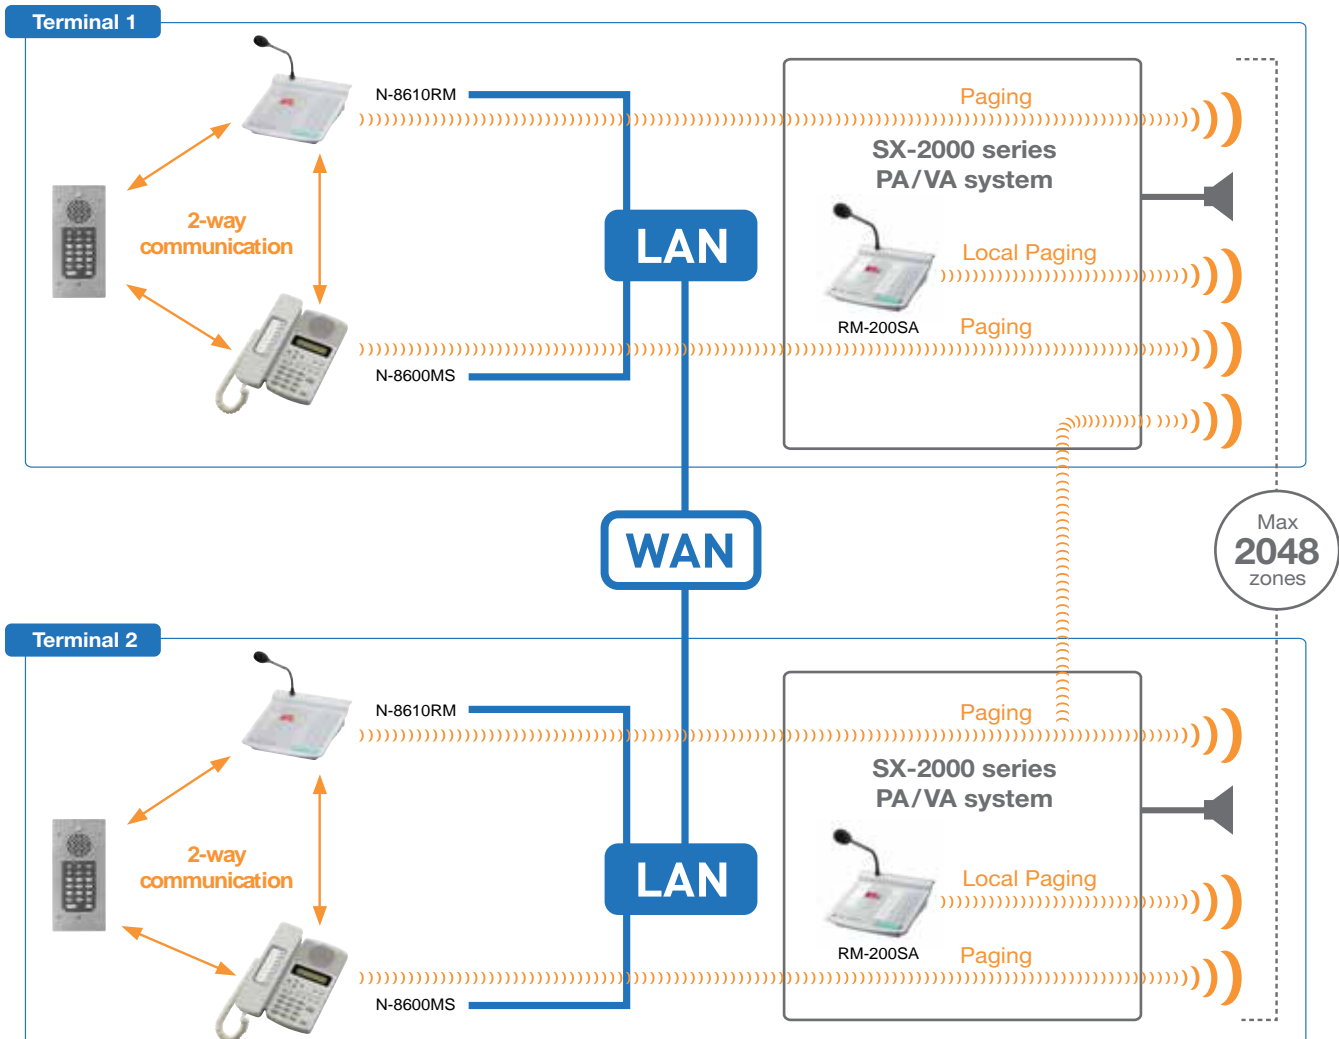 Terminal 1
N-8610RM
Paging
SX-2000 series
PA/VA system
2-way
communication
LAN
Local Paging
RM-200SA
Paging
N-8600MS
WAN
Max
2048
zones
Terminal 2
N-8610RM
Paging
SX-2000 series
PA/VA system
2-way
communication
LAN
Local Paging
RM-200SA
Paging
N-8600MS